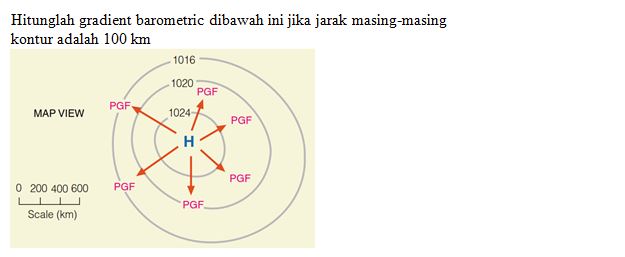 Hitunglah gradient barometric dibawah ini jika jarak masing-masing
kontur adalah 100 km
1016
1020
PGF
PGF
MAP VIEW
1024
PGF
H
PGF
PGF
0 200 400 600
PGF
Scale (km)